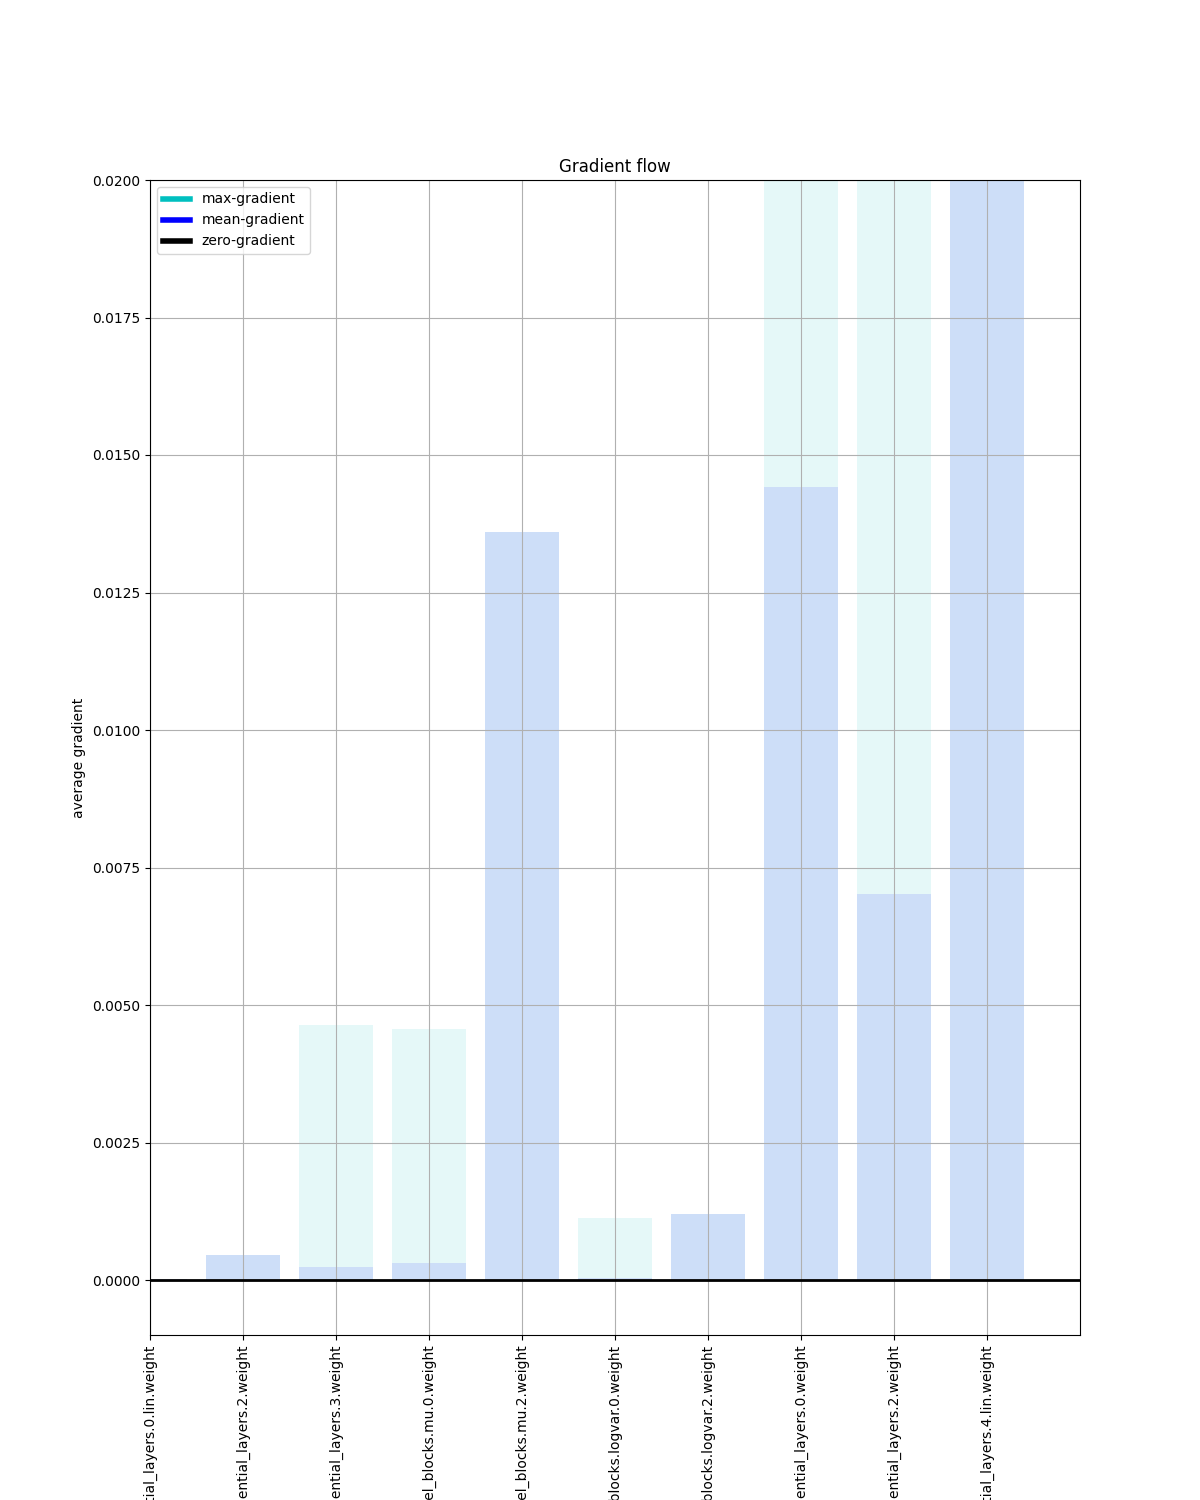 Gradient flow
max-gradient
mean-gradient
zero-gradient
0.0200
0.0175
0.0150
0.0125
0.0100
0.0075
0.0050
0.0025
0.0000
average gradient
tial_layers.0.lin.weight
ential_layers.2.weight
ential_layers.3.weight
el_blocks.mu.0.weight
el_blocks.mu.2.weight
blocks.logvar.0.weight
blocks.logvar.2.weight
ential_layers.0.weight
ential_layers.2.weight
tial_layers.4.lin.weight